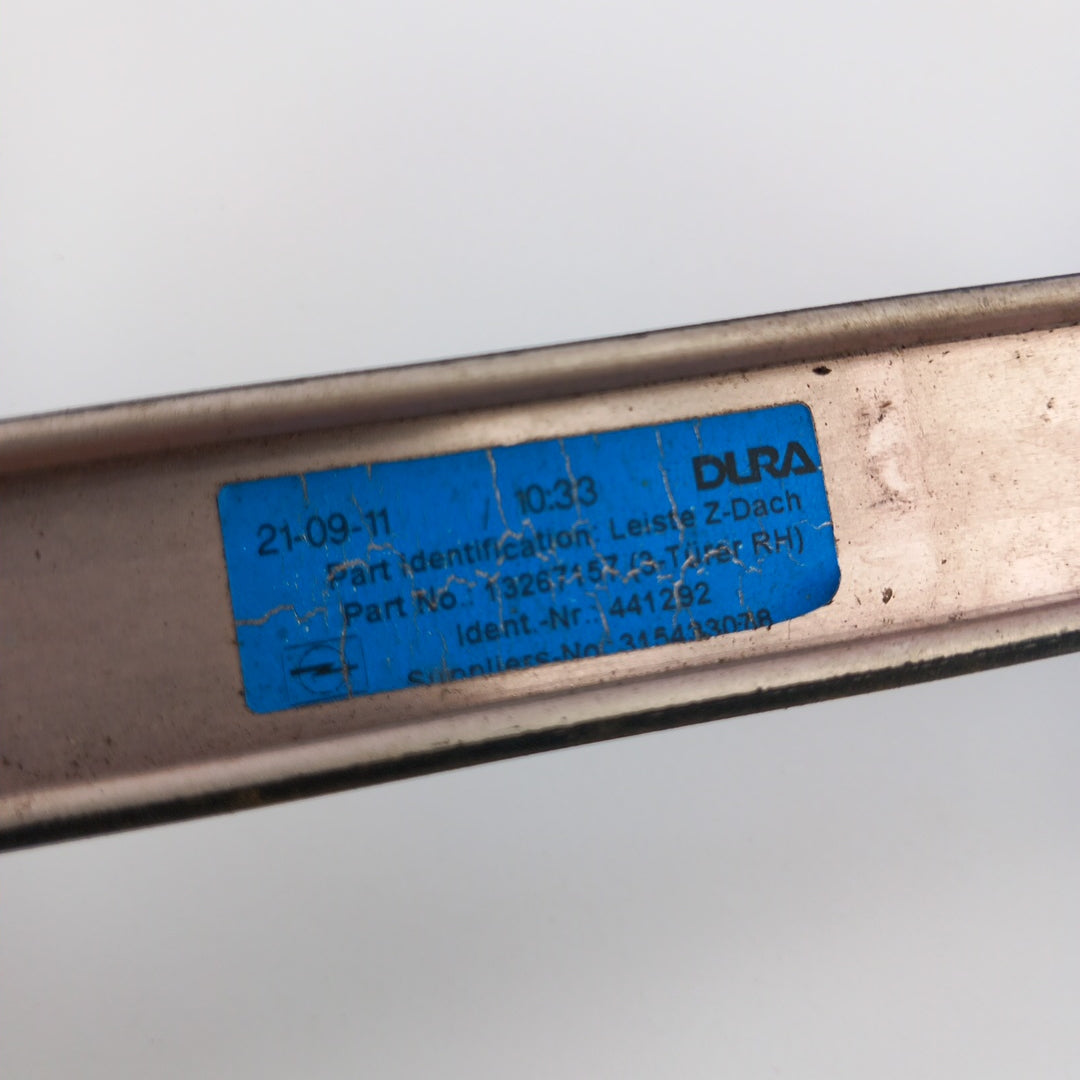 DURA
21-09-11 / 10:33
Part Identification: Leiste Z-Dach
Part No.: 13267157 (3-Türer RH)
Ident.-Nr.: 441292
Suppliers-No: 315433078